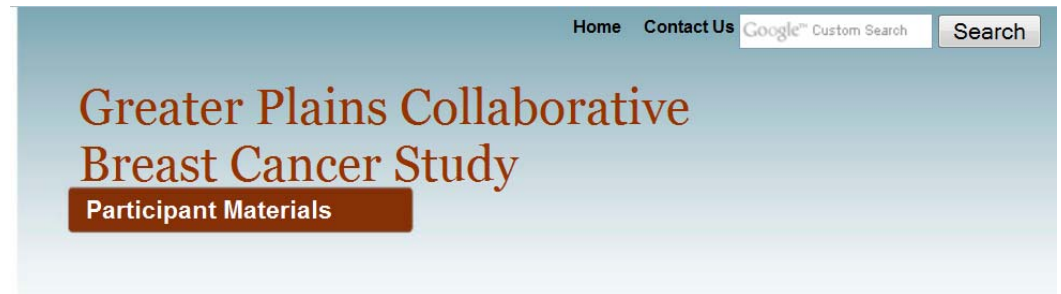 Home Contact Us Google™ Custom Search Search
Greater Plains Collaborative
Breast Cancer Study
Participant Materials